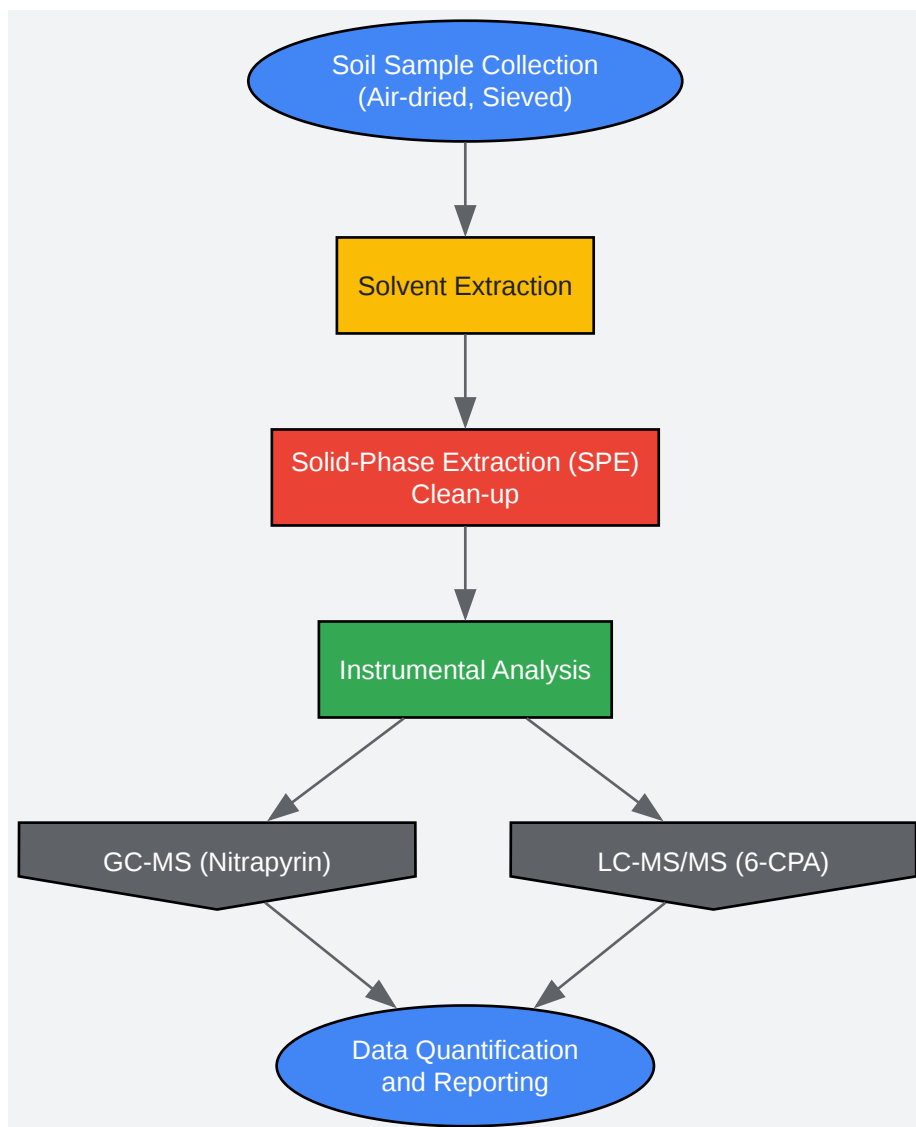 Soil Sample Collection
(Air-dried, Sieved)
Solvent Extraction
Solid-Phase Extraction (SPE)
Clean-up
Instrumental Analysis
GC-MS (Nitrapyrin)
LC-MS/MS (6-CPA)
Data Quantification
and Reporting